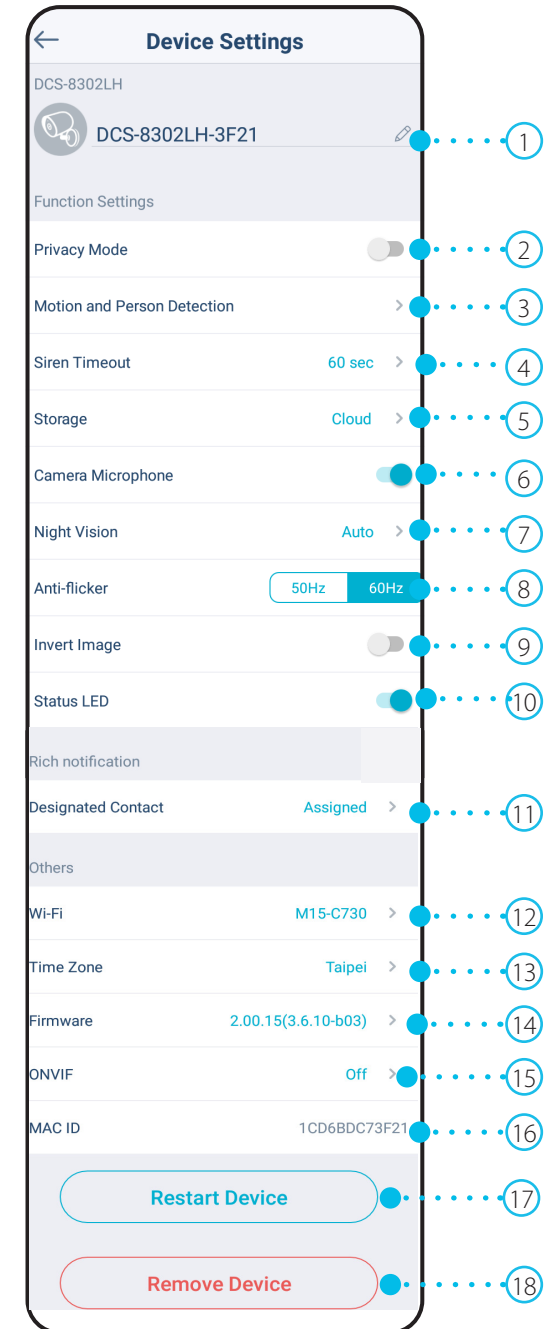 Device Settings
DCS-8302LH
DCS-8302LH-3F21 1
Function Settings
Privacy Mode 2
Motion and Person Detection 3
Siren Timeout 60 sec 4
Storage Cloud 5
Camera Microphone 6
Night Vision Auto 7
Anti-flicker 50Hz 60Hz 8
Invert Image 9
Status LED 10
Rich notification
Designated Contact Assigned 11
Others
Wi-Fi M15-C730 12
Time Zone Taipei 13
Firmware 2.00.15(3.6.10-b03) 14
ONVIF Off 15
MAC ID 1CD6BDC73F21 16
Restart Device 17
Remove Device 18